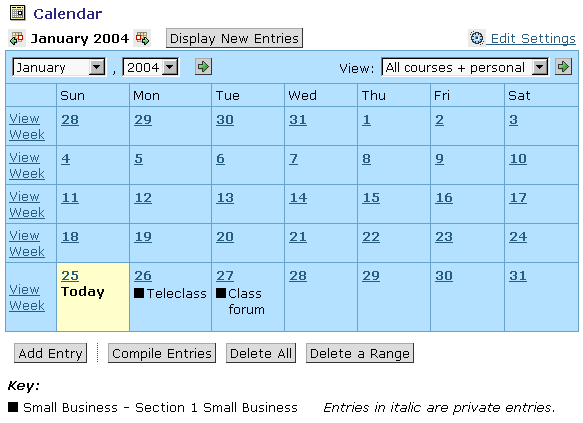 Calendar
January 2004 Display New Entries Edit Settings
January , 2004 View: All courses + personal
Sun Mon Tue Wed Thu Fri Sat
View Week 28 29 30 31 1 2 3
View Week 4 5 6 7 8 9 10
View Week 11 12 13 14 15 16 17
View Week 18 19 20 21 22 23 24
View Week 25 Today 26 Teleclass 27 Class forum 28 29 30 31
Add Entry Compile Entries Delete All Delete a Range
Key:
Small Business - Section 1 Small Business Entries in italic are private entries.